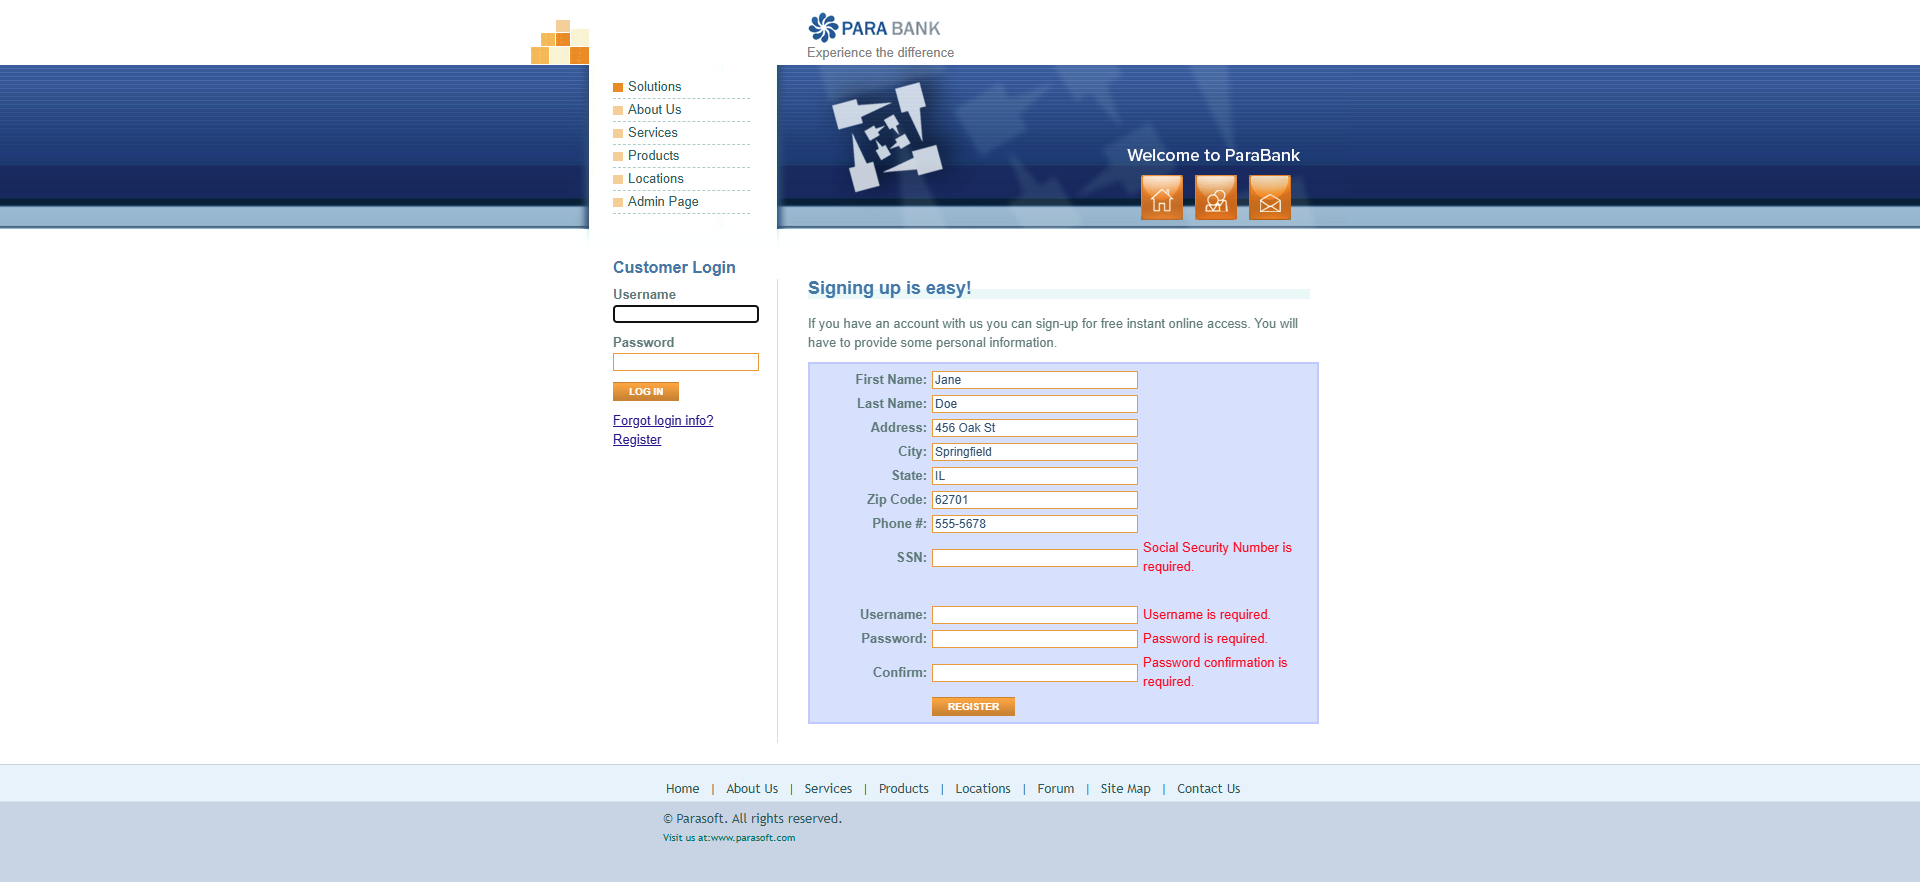 PARA BANK
Experience the difference
Solutions
About Us
Services
Products
Locations
Admin Page
Welcome to ParaBank
Customer Login
Username
Password
LOG IN
Forgot login info?
Register
Signing up is easy!
If you have an account with us you can sign-up for free instant online access. You will
have to provide some personal information.
First Name: Jane
Last Name: Doe
Address: 456 Oak St
City: Springfield
State: IL
Zip Code: 62701
Phone #: 555-5678
SSN: Social Security Number is
required.
Username: Username is required.
Password: Password is required.
Confirm: Password confirmation is
required.
REGISTER
Home | About Us | Services | Products | Locations | Forum | Site Map | Contact Us
© Parasoft. All rights reserved.
Visit us at:www.parasoft.com